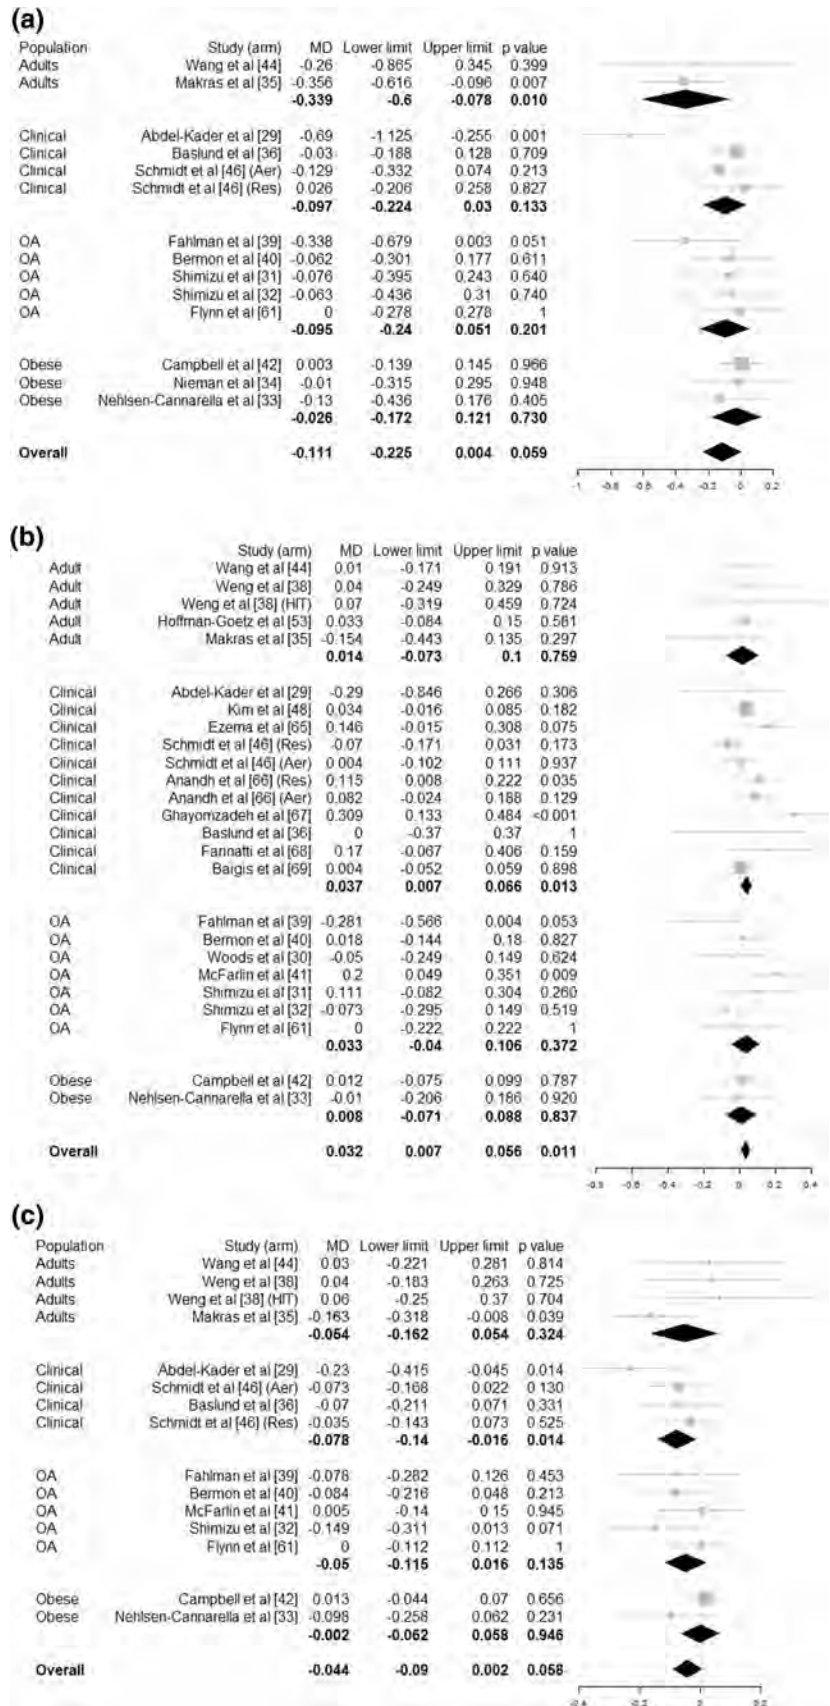 (a)
Population Study (arm) MD Lower limit Upper limit p value
Adults Wang et al [44] -0.26 -0.865 0.345 0.399
Adults Makras et al [35] -0.356 -0.616 -0.096 0.007
-0.339 -0.6 -0.078 0.010
Clinical Abdel-Kader et al [29] -0.69 -1.125 -0.255 0.001
Clinical Baslund et al [36] -0.03 -0.188 0.128 0.709
Clinical Schmidt et al [46] (Aer) -0.129 -0.332 0.074 0.213
Clinical Schmidt et al [46] (Res) 0.026 -0.206 0.258 0.827
-0.097 -0.224 0.03 0.133
OA Fahlman et al [39] -0.338 -0.679 0.003 0.051
OA Bermon et al [40] -0.062 -0.301 0.177 0.611
OA Shimizu et al [31] -0.076 -0.395 0.243 0.640
OA Shimizu et al [32] -0.063 -0.436 0.31 0.740
OA Flynn et al [61] 0 -0.278 0.278 1
-0.095 -0.24 0.051 0.201
Obese Campbell et al [42] 0.003 -0.139 0.145 0.966
Obese Nieman et al [34] -0.01 -0.315 0.295 0.948
Obese Nehlsen-Cannarella et al [33] -0.13 -0.436 0.176 0.405
-0.026 -0.172 0.121 0.730
Overall -0.111 -0.225 0.004 0.059
-1 -0.8 -0.6 -0.4 -0.2 0 0.2
(b)
Study (arm) MD Lower limit Upper limit p value
Adult Wang et al [44] 0.01 -0.171 0.191 0.913
Adult Weng et al [38] 0.04 -0.249 0.329 0.786
Adult Weng et al [38] (HIT) 0.07 -0.319 0.459 0.724
Adult Hoffman-Goetz et al [53] 0.033 -0.084 0.15 0.581
Adult Makras et al [35] -0.154 -0.443 0.135 0.297
0.014 -0.073 0.1 0.759
Clinical Abdel-Kader et al [29] -0.29 -0.846 0.266 0.306
Clinical Kim et al [48] 0.034 -0.016 0.085 0.182
Clinical Ezema et al [65] 0.146 -0.015 0.308 0.075
Clinical Schmidt et al [46] (Res) -0.07 -0.171 0.031 0.173
Clinical Schmidt et al [46] (Aer) 0.004 -0.102 0.111 0.937
Clinical Anandh et al [66] (Res) 0.115 0.008 0.222 0.035
Clinical Anandh et al [66] (Aer) 0.082 -0.024 0.188 0.129
Clinical Ghayomzadeh et al [67] 0.309 0.133 0.484 <0.001
Clinical Baslund et al [36] 0 -0.37 0.37 1
Clinical Farinatti et al [68] 0.17 -0.067 0.406 0.159
Clinical Baigis et al [69] 0.004 -0.052 0.059 0.898
0.037 0.007 0.066 0.013
OA Fahlman et al [39] -0.281 -0.566 0.004 0.053
OA Bermon et al [40] 0.018 -0.144 0.18 0.827
OA Woods et al [30] -0.05 -0.249 0.149 0.624
OA McFarlin et al [41] 0.2 0.049 0.351 0.009
OA Shimizu et al [31] 0.111 -0.082 0.304 0.260
OA Shimizu et al [32] -0.073 -0.295 0.149 0.519
OA Flynn et al [61] 0 -0.222 0.222 1
0.033 -0.04 0.106 0.372
Obese Campbell et al [42] 0.012 -0.075 0.099 0.787
Obese Nehlsen-Cannarella et al [33] -0.01 -0.206 0.186 0.920
0.008 -0.071 0.088 0.837
Overall 0.032 0.007 0.056 0.011
-0.8 -0.6 -0.4 -0.2 0 0.2 0.4
(c)
Population Study (arm) MD Lower limit Upper limit p value
Adults Wang et al [44] 0.03 -0.221 0.281 0.814
Adults Weng et al [38] 0.04 -0.183 0.263 0.725
Adults Weng et al [38] (HIT) 0.06 -0.25 0.37 0.704
Adults Makras et al [35] -0.163 -0.318 -0.008 0.039
-0.054 -0.162 0.054 0.324
Clinical Abdel-Kader et al [29] -0.23 -0.415 -0.045 0.014
Clinical Schmidt et al [46] (Aer) -0.073 -0.168 0.022 0.130
Clinical Baslund et al [36] -0.07 -0.211 0.071 0.331
Clinical Schmidt et al [46] (Res) -0.035 -0.143 0.073 0.525
-0.078 -0.14 -0.016 0.014
OA Fahlman et al [39] -0.078 -0.282 0.126 0.453
OA Bermon et al [40] -0.084 -0.216 0.048 0.213
OA McFarlin et al [41] 0.005 -0.14 0.15 0.945
OA Shimizu et al [32] -0.149 -0.311 0.013 0.071
OA Flynn et al [61] 0 -0.112 0.112 1
-0.05 -0.115 0.016 0.135
Obese Campbell et al [42] 0.013 -0.044 0.07 0.656
Obese Nehlsen-Cannarella et al [33] -0.098 -0.258 0.062 0.231
-0.002 -0.062 0.058 0.946
Overall -0.044 -0.09 0.002 0.058
-0.4 -0.2 0 0.2